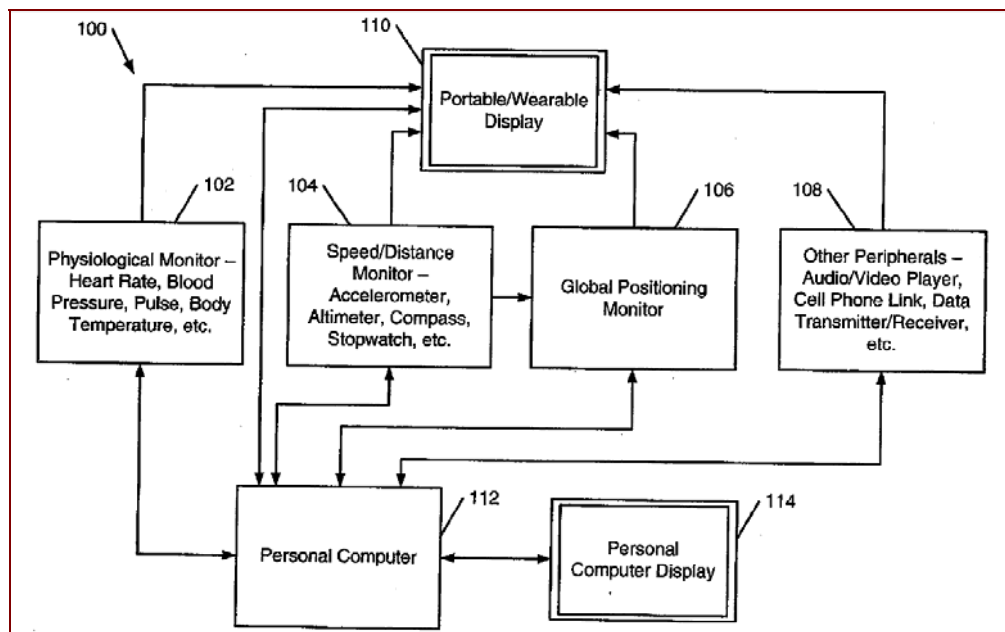 100
110
Portable/Wearable
Display
102
104
106
108
Physiological Monitor –
Heart Rate, Blood
Pressure, Pulse, Body
Temperature, etc.
Speed/Distance
Monitor –
Accelerometer,
Altimeter, Compass,
Stopwatch, etc.
Global Positioning
Monitor
Other Peripherals –
Audio/Video Player,
Cell Phone Link, Data
Transmitter/Receiver,
etc.
112
114
Personal Computer
Personal
Computer Display